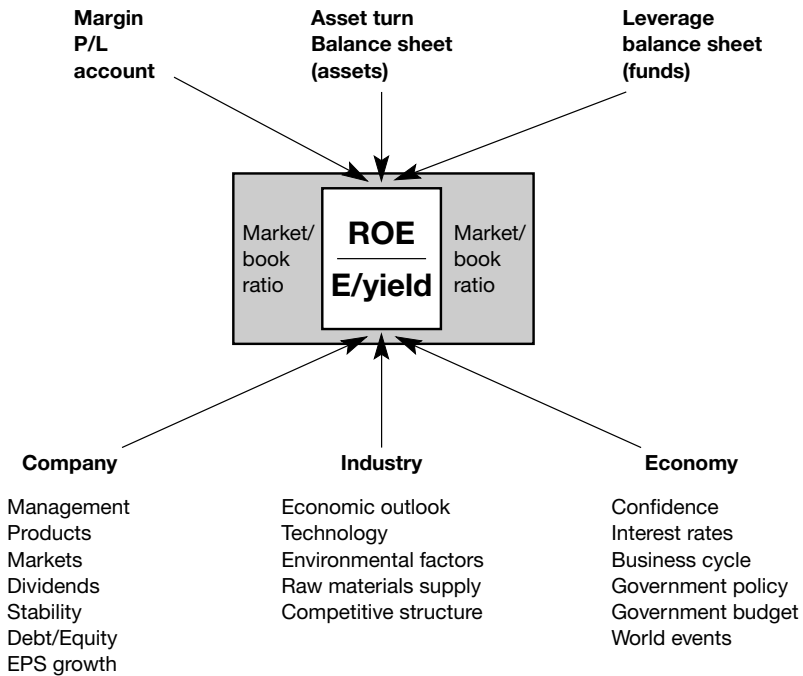 Margin
P/L
account
Asset turn
Balance sheet
(assets)
Leverage
balance sheet
(funds)
Market/
book
ratio
ROE
E/yield
Market/
book
ratio
Company
Management
Products
Markets
Dividends
Stability
Debt/Equity
EPS growth
Industry
Economic outlook
Technology
Environmental factors
Raw materials supply
Competitive structure
Economy
Confidence
Interest rates
Business cycle
Government policy
Government budget
World events